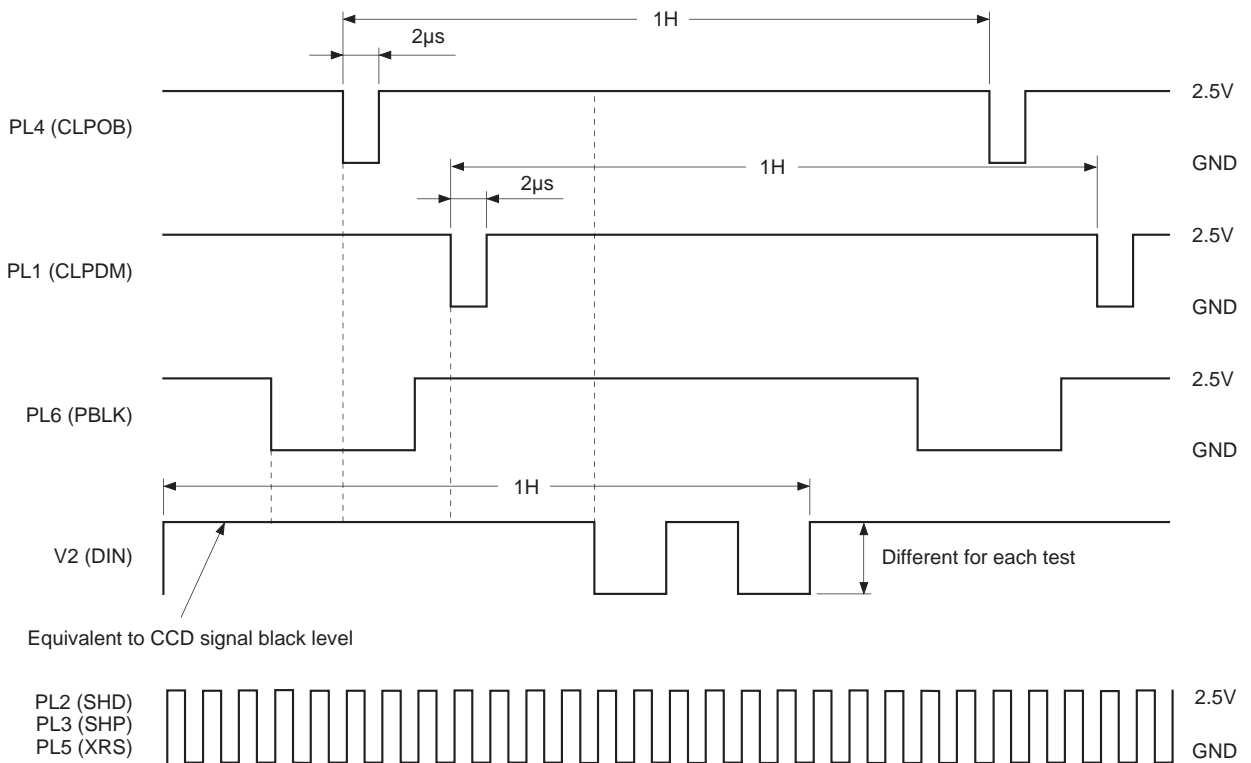 1H
2µs
PL4 (CLPOB)
2.5V
GND
1H
2µs
PL1 (CLPDM)
2.5V
GND
PL6 (PBLK)
2.5V
GND
1H
V2 (DIN)
Different for each test
Equivalent to CCD signal black level
PL2 (SHD)
PL3 (SHP)
PL5 (XRS)
2.5V
GND